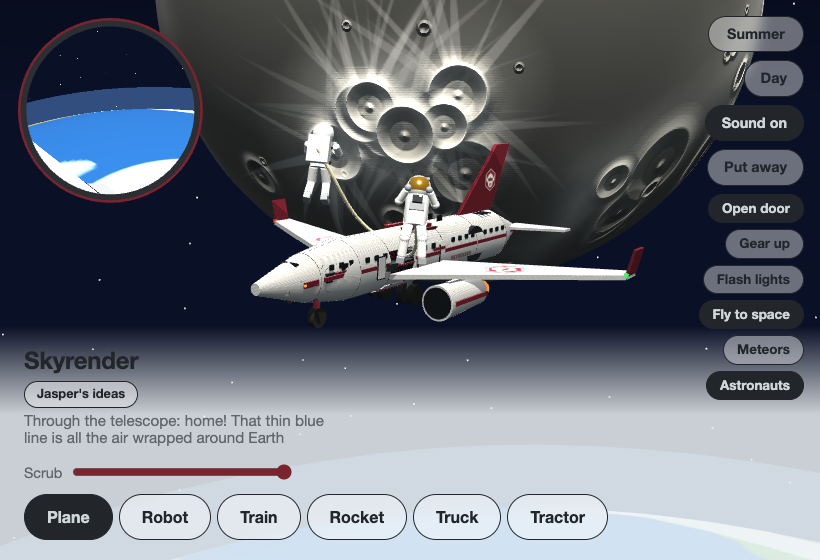 Summer
Day
Sound on
Put away
Open door
Gear up
Flash lights
Fly to space
Meteors
Astronauts
Skyrender
Jasper's ideas
Through the telescope: home! That thin blue
line is all the air wrapped around Earth
Scrub
Plane
Robot
Train
Rocket
Truck
Tractor